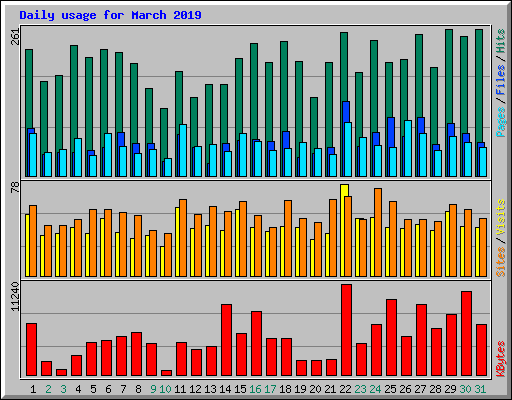 Daily usage for March 2019
261
Pages / Files / Hits
78
Sites / Visits
11240
KBytes
1 2 3 4 5 6 7 8 9 10 11 12 13 14 15 16 17 18 19 20 21 22 23 24 25 26 27 28 29 30 31